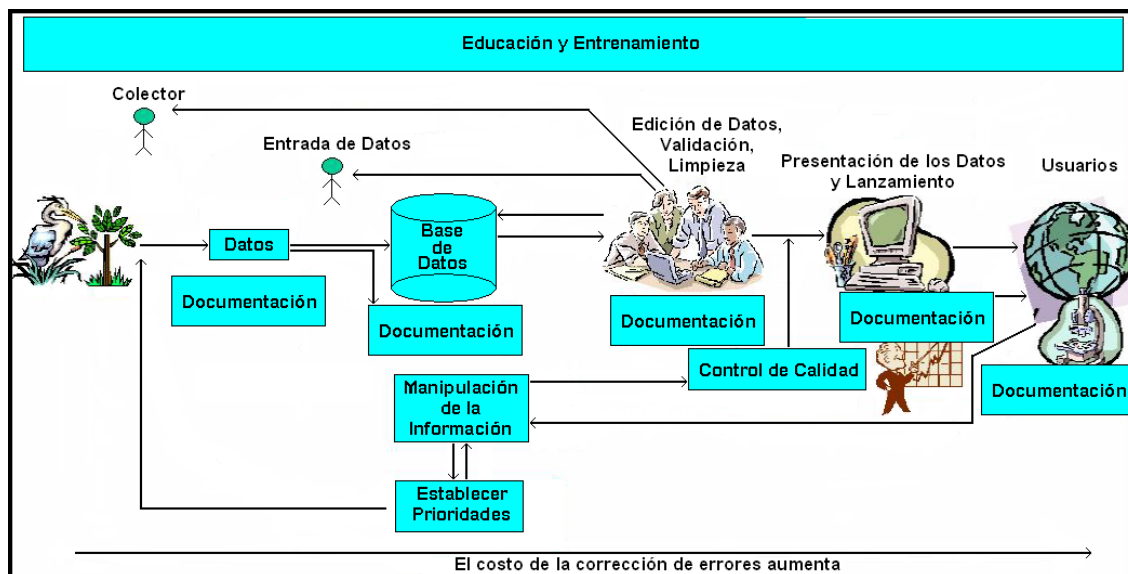 Educación y Entrenamiento
Colector
Entrada de Datos
Edición de Datos,
Validación,
Limpieza
Presentación de los Datos
y Lanzamiento
Usuarios
Datos
Base
de
Datos
Documentación
Documentación
Documentación
Documentación
Documentación
Control de Calidad
Manipulación
de la
Información
Establecer
Prioridades
El costo de la corrección de errores aumenta